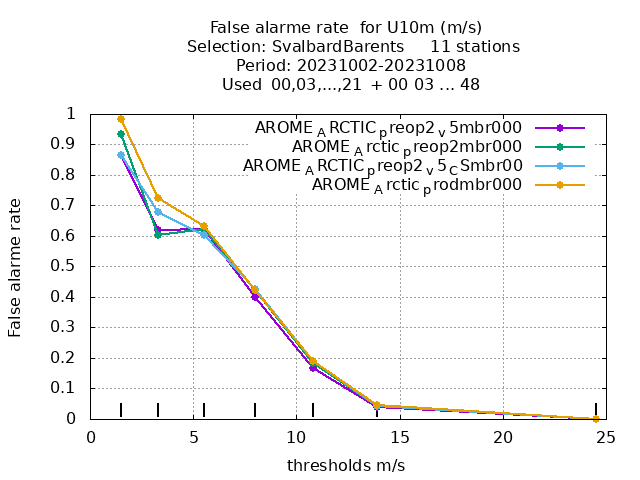 False alarme rate  for U10m (m/s)
Selection: SvalbardBarents     11 stations
Period: 20231002-20231008
Used  00,03,...,21  + 00 03 ... 48
AROME_ARCTIC_preop2_v5mbr000
AROME_Arctic_preop2mbr000
AROME_ARCTIC_preop2_v5_CSmbr00
AROME_Arctic_prodmbr000
False alarme rate
1
0.9
0.8
0.7
0.6
0.5
0.4
0.3
0.2
0.1
0
0 5 10 15 20 25
thresholds m/s